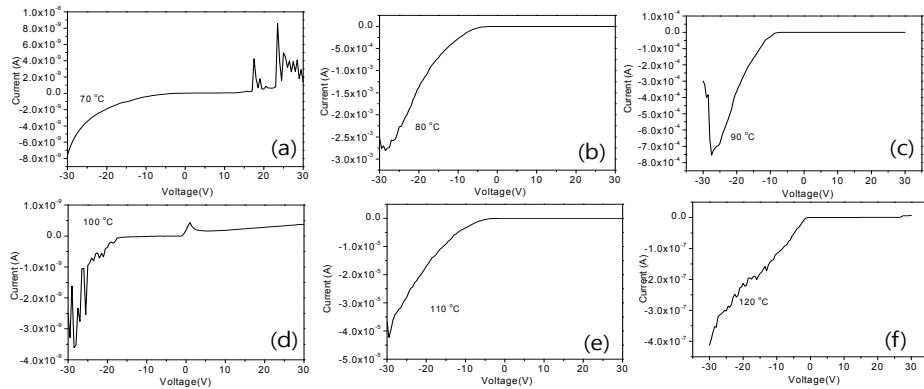 1.0x10⁻⁸
8.0x10⁻⁹
6.0x10⁻⁹
4.0x10⁻⁹
2.0x10⁻⁹
0.0
-2.0x10⁻⁹
-4.0x10⁻⁹
-6.0x10⁻⁹
-8.0x10⁻⁹
Current (A)
70 °C
(a)
-30 -20 -10 0 10 20 30
Voltage(V)
0.0
-5.0x10⁻⁴
-1.0x10⁻³
-1.5x10⁻³
-2.0x10⁻³
-2.5x10⁻³
-3.0x10⁻³
Current (A)
80 °C
(b)
-30 -20 -10 0 10 20 30
Voltage(V)
1.0x10⁻⁴
0.0
-1.0x10⁻⁴
-2.0x10⁻⁴
-3.0x10⁻⁴
-4.0x10⁻⁴
-5.0x10⁻⁴
-6.0x10⁻⁴
-7.0x10⁻⁴
-8.0x10⁻⁴
Current (A)
90 °C
(c)
-30 -20 -10 0 10 20 30
Voltage(V)
1.0x10⁻⁹
0.0
-1.0x10⁻⁹
-2.0x10⁻⁹
-3.0x10⁻⁹
-4.0x10⁻⁹
Current (A)
100 °C
(d)
-30 -20 -10 0 10 20 30
Voltage(V)
0.0
-1.0x10⁻⁵
-2.0x10⁻⁵
-3.0x10⁻⁵
-4.0x10⁻⁵
-5.0x10⁻⁵
Current (A)
110 °C
(e)
-30 -20 -10 0 10 20 30
Voltage(V)
0.0
-1.0x10⁻⁷
-2.0x10⁻⁷
-3.0x10⁻⁷
-4.0x10⁻⁷
Current (A)
120 °C
(f)
-30 -20 -10 0 10 20 30
Voltage(V)